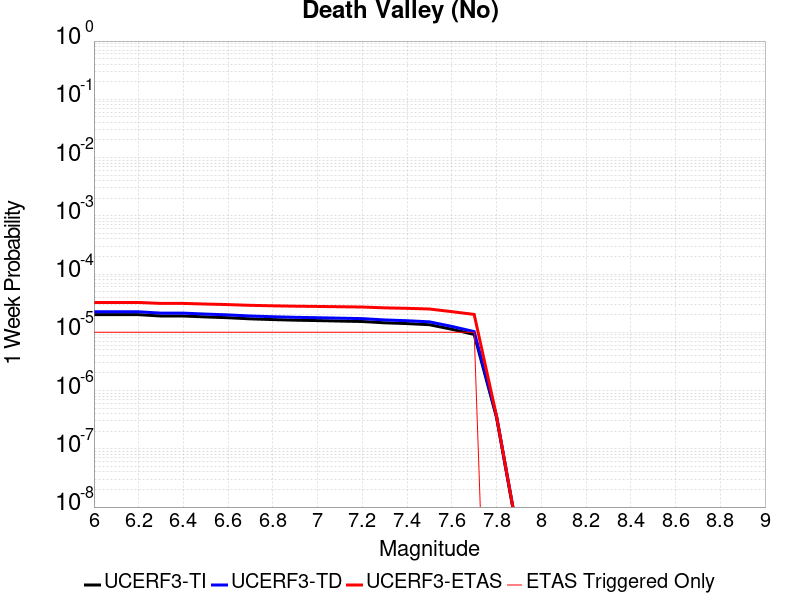 Death Valley (No)
10^0
10^-1
10^-2
10^-3
10^-4
10^-5
10^-6
10^-7
10^-8
1 Week Probability
6 6.2 6.4 6.6 6.8 7 7.2 7.4 7.6 7.8 8 8.2 8.4 8.6 8.8 9
Magnitude
UCERF3-TI UCERF3-TD UCERF3-ETAS ETAS Triggered Only